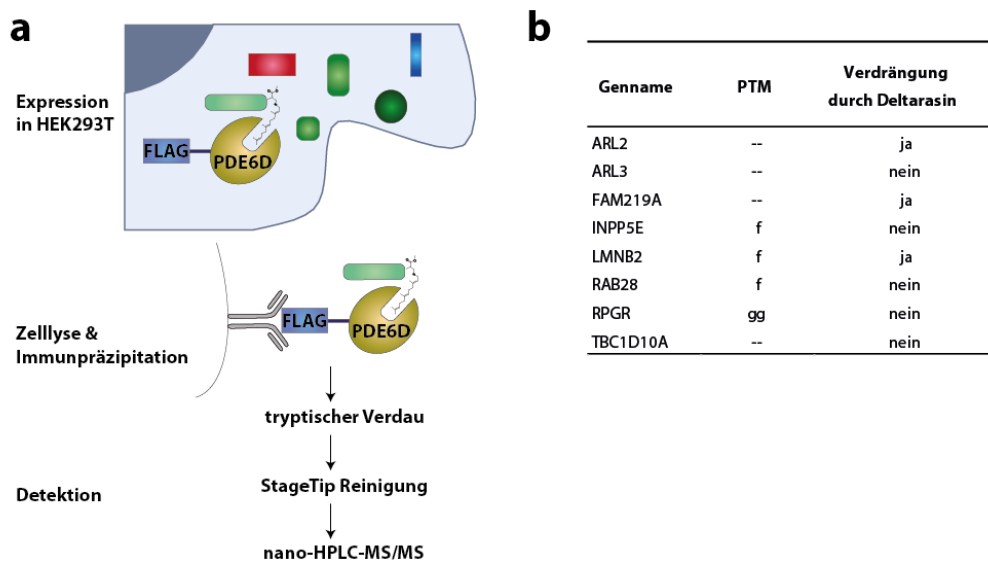 a
Expression
in HEK293T
FLAG
PDE6D
Zelllyse &
Immunpräzipitation
FLAG
PDE6D
tryptischer Verdau
StageTip Reinigung
Detektion
nano-HPLC-MS/MS
b
Genname PTM Verdrängung
durch Deltarasin
ARL2 -- ja
ARL3 -- nein
FAM219A -- ja
INPP5E f nein
LMNB2 f ja
RAB28 f nein
RPGR gg nein
TBC1D10A -- nein